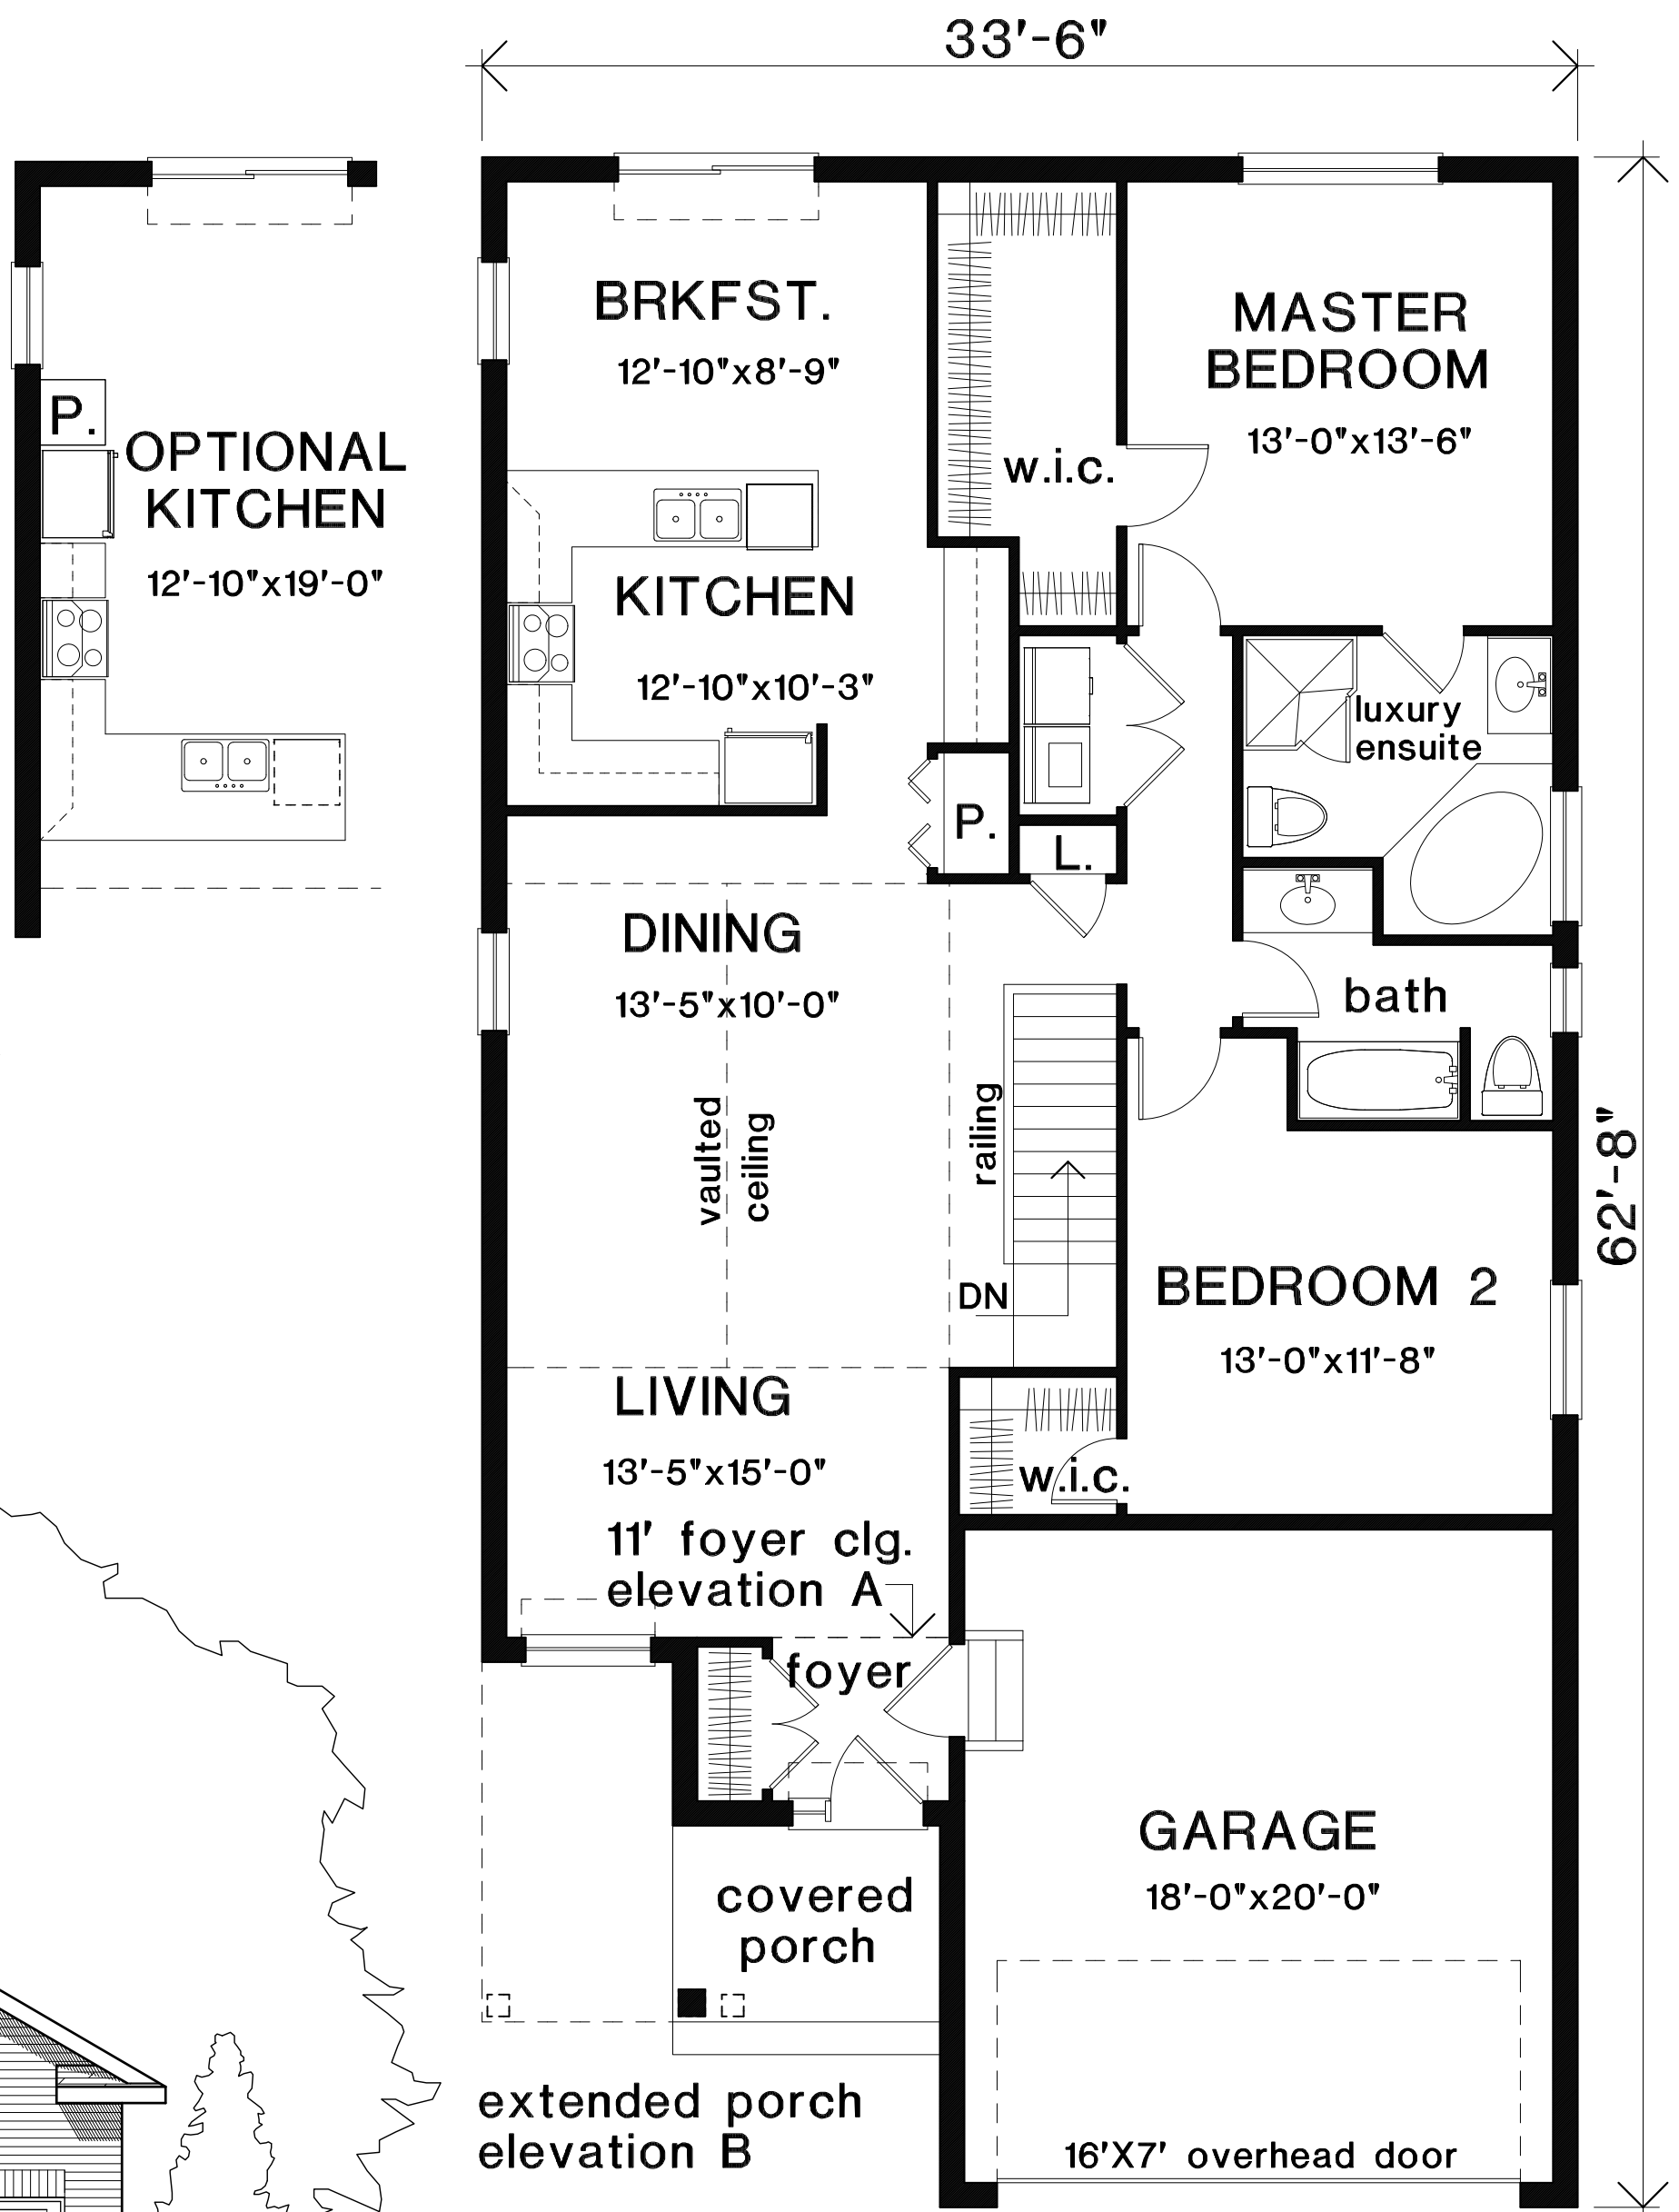 33'-6"
BRKFST.
12'-10"x8'-9"
MASTER
BEDROOM
13'-0"x13'-6"
w.i.c.
P.
OPTIONAL
KITCHEN
12'-10"x19'-0"
KITCHEN
12'-10"x10'-3"
luxury
ensuite
P.
L.
DINING
13'-5"x10'-0"
bath
vaulted
ceiling
railing
62'-8"
DN
BEDROOM 2
13'-0"x11'-8"
LIVING
13'-5"x15'-0"
w.i.c.
11' foyer clg.
elevation A
foyer
GARAGE
18'-0"x20'-0"
covered
porch
extended porch
elevation B
16'X7' overhead door